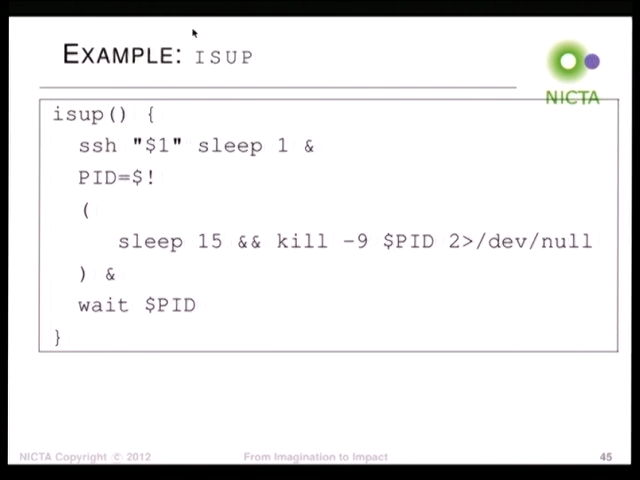 EXAMPLE: ISUP
NICTA
isup() {
ssh "$1" sleep 1 &
PID=$!
(
sleep 15 && kill -9 $PID 2>/dev/null
) &
wait $PID
}
NICTA Copyright © 2012
From Imagination to Impact
45